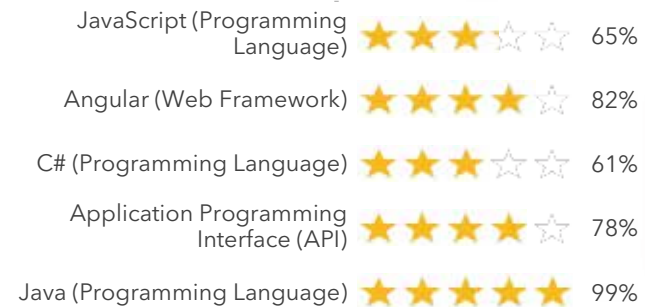 JavaScript (Programming
Language)
65%
Angular (Web Framework)
82%
C# (Programming Language)
61%
Application Programming
Interface (API)
78%
Java (Programming Language)
99%